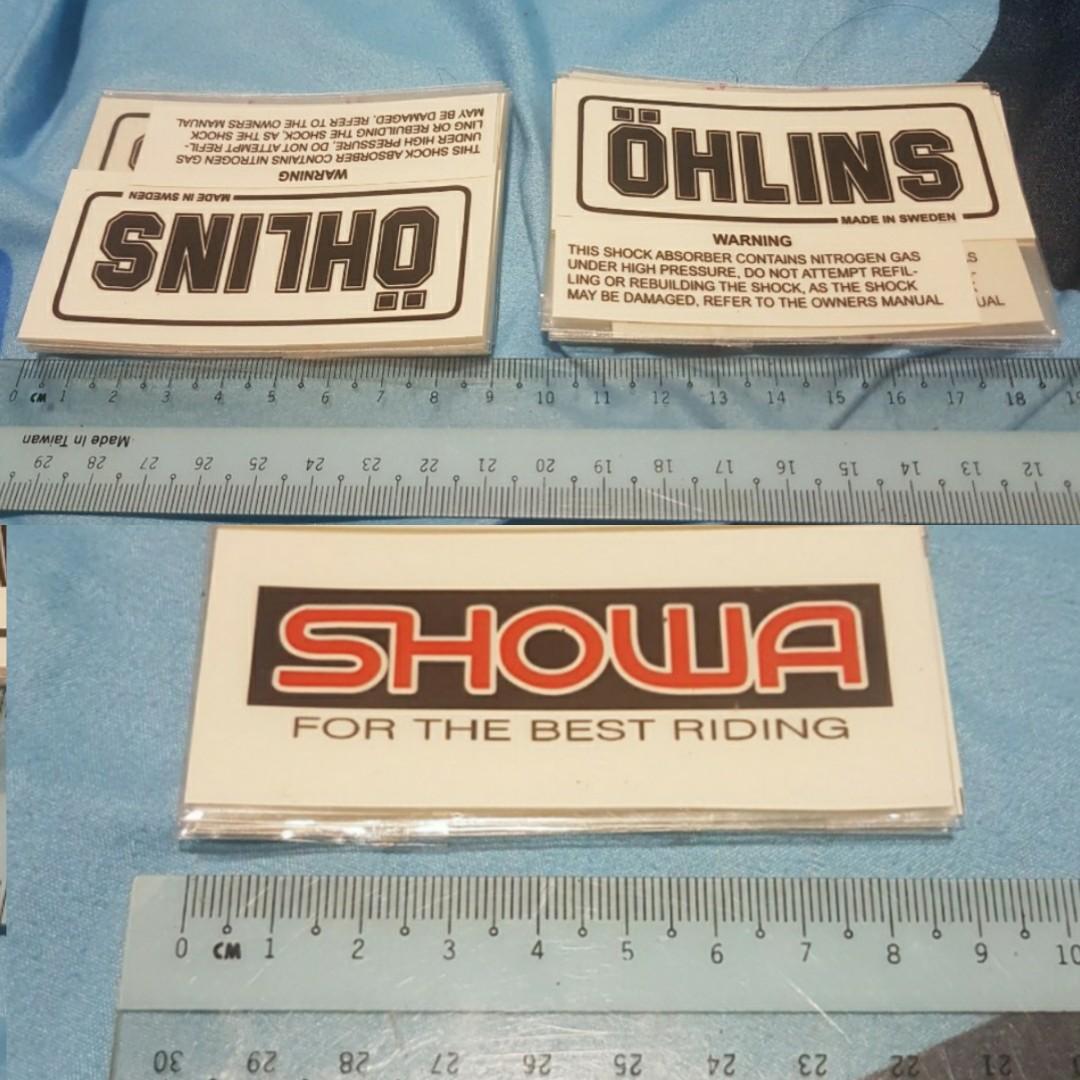 THIS SHOCK ABSORBER CONTAINS NITROGEN GAS
UNDER HIGH PRESSURE, DO NOT ATTEMPT REFIL-
LING OR REBUILDING THE SHOCK, AS THE SHOCK
MAY BE DAMAGED, REFER TO THE OWNERS MANUAL
WARNING
MADE IN SWEDEN
ÖHLINS
ÖHLINS
MADE IN SWEDEN
WARNING
THIS SHOCK ABSORBER CONTAINS NITROGEN GAS
UNDER HIGH PRESSURE, DO NOT ATTEMPT REFIL-
LING OR REBUILDING THE SHOCK, AS THE SHOCK
MAY BE DAMAGED, REFER TO THE OWNERS MANUAL
S
UAL
0 CM 1 2 3 4 5 6 7 8 9 10 11 12 13 14 15 16 17 18 19
Made in Taiwan
29 28 27 26 25 24 23 22 21 20 19 18 17 16 15 14 13 12
SHOWA
FOR THE BEST RIDING
0 CM 1 2 3 4 5 6 7 8 9 10
30 29 28 27 26 25 24 23 22 21